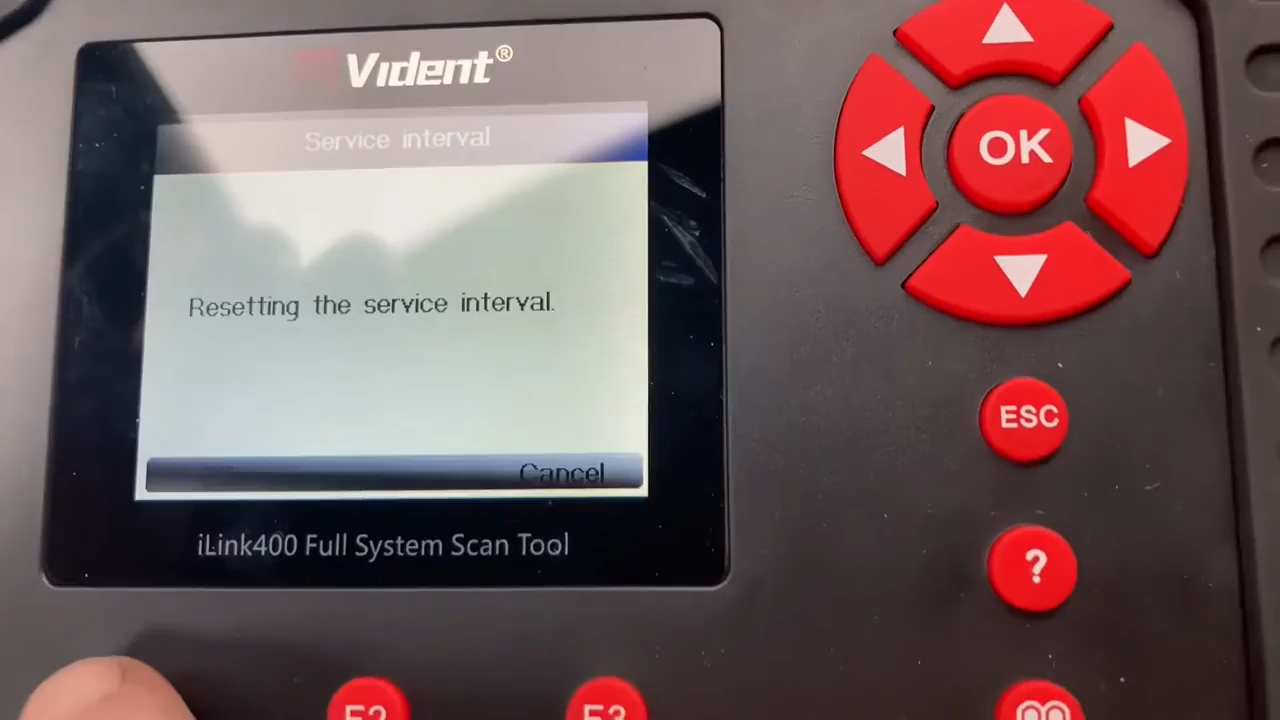 Vident®
Service interval
Resetting the service interval.
Cancel
iLink400 Full System Scan Tool
OK
ESC
?
F2
F3